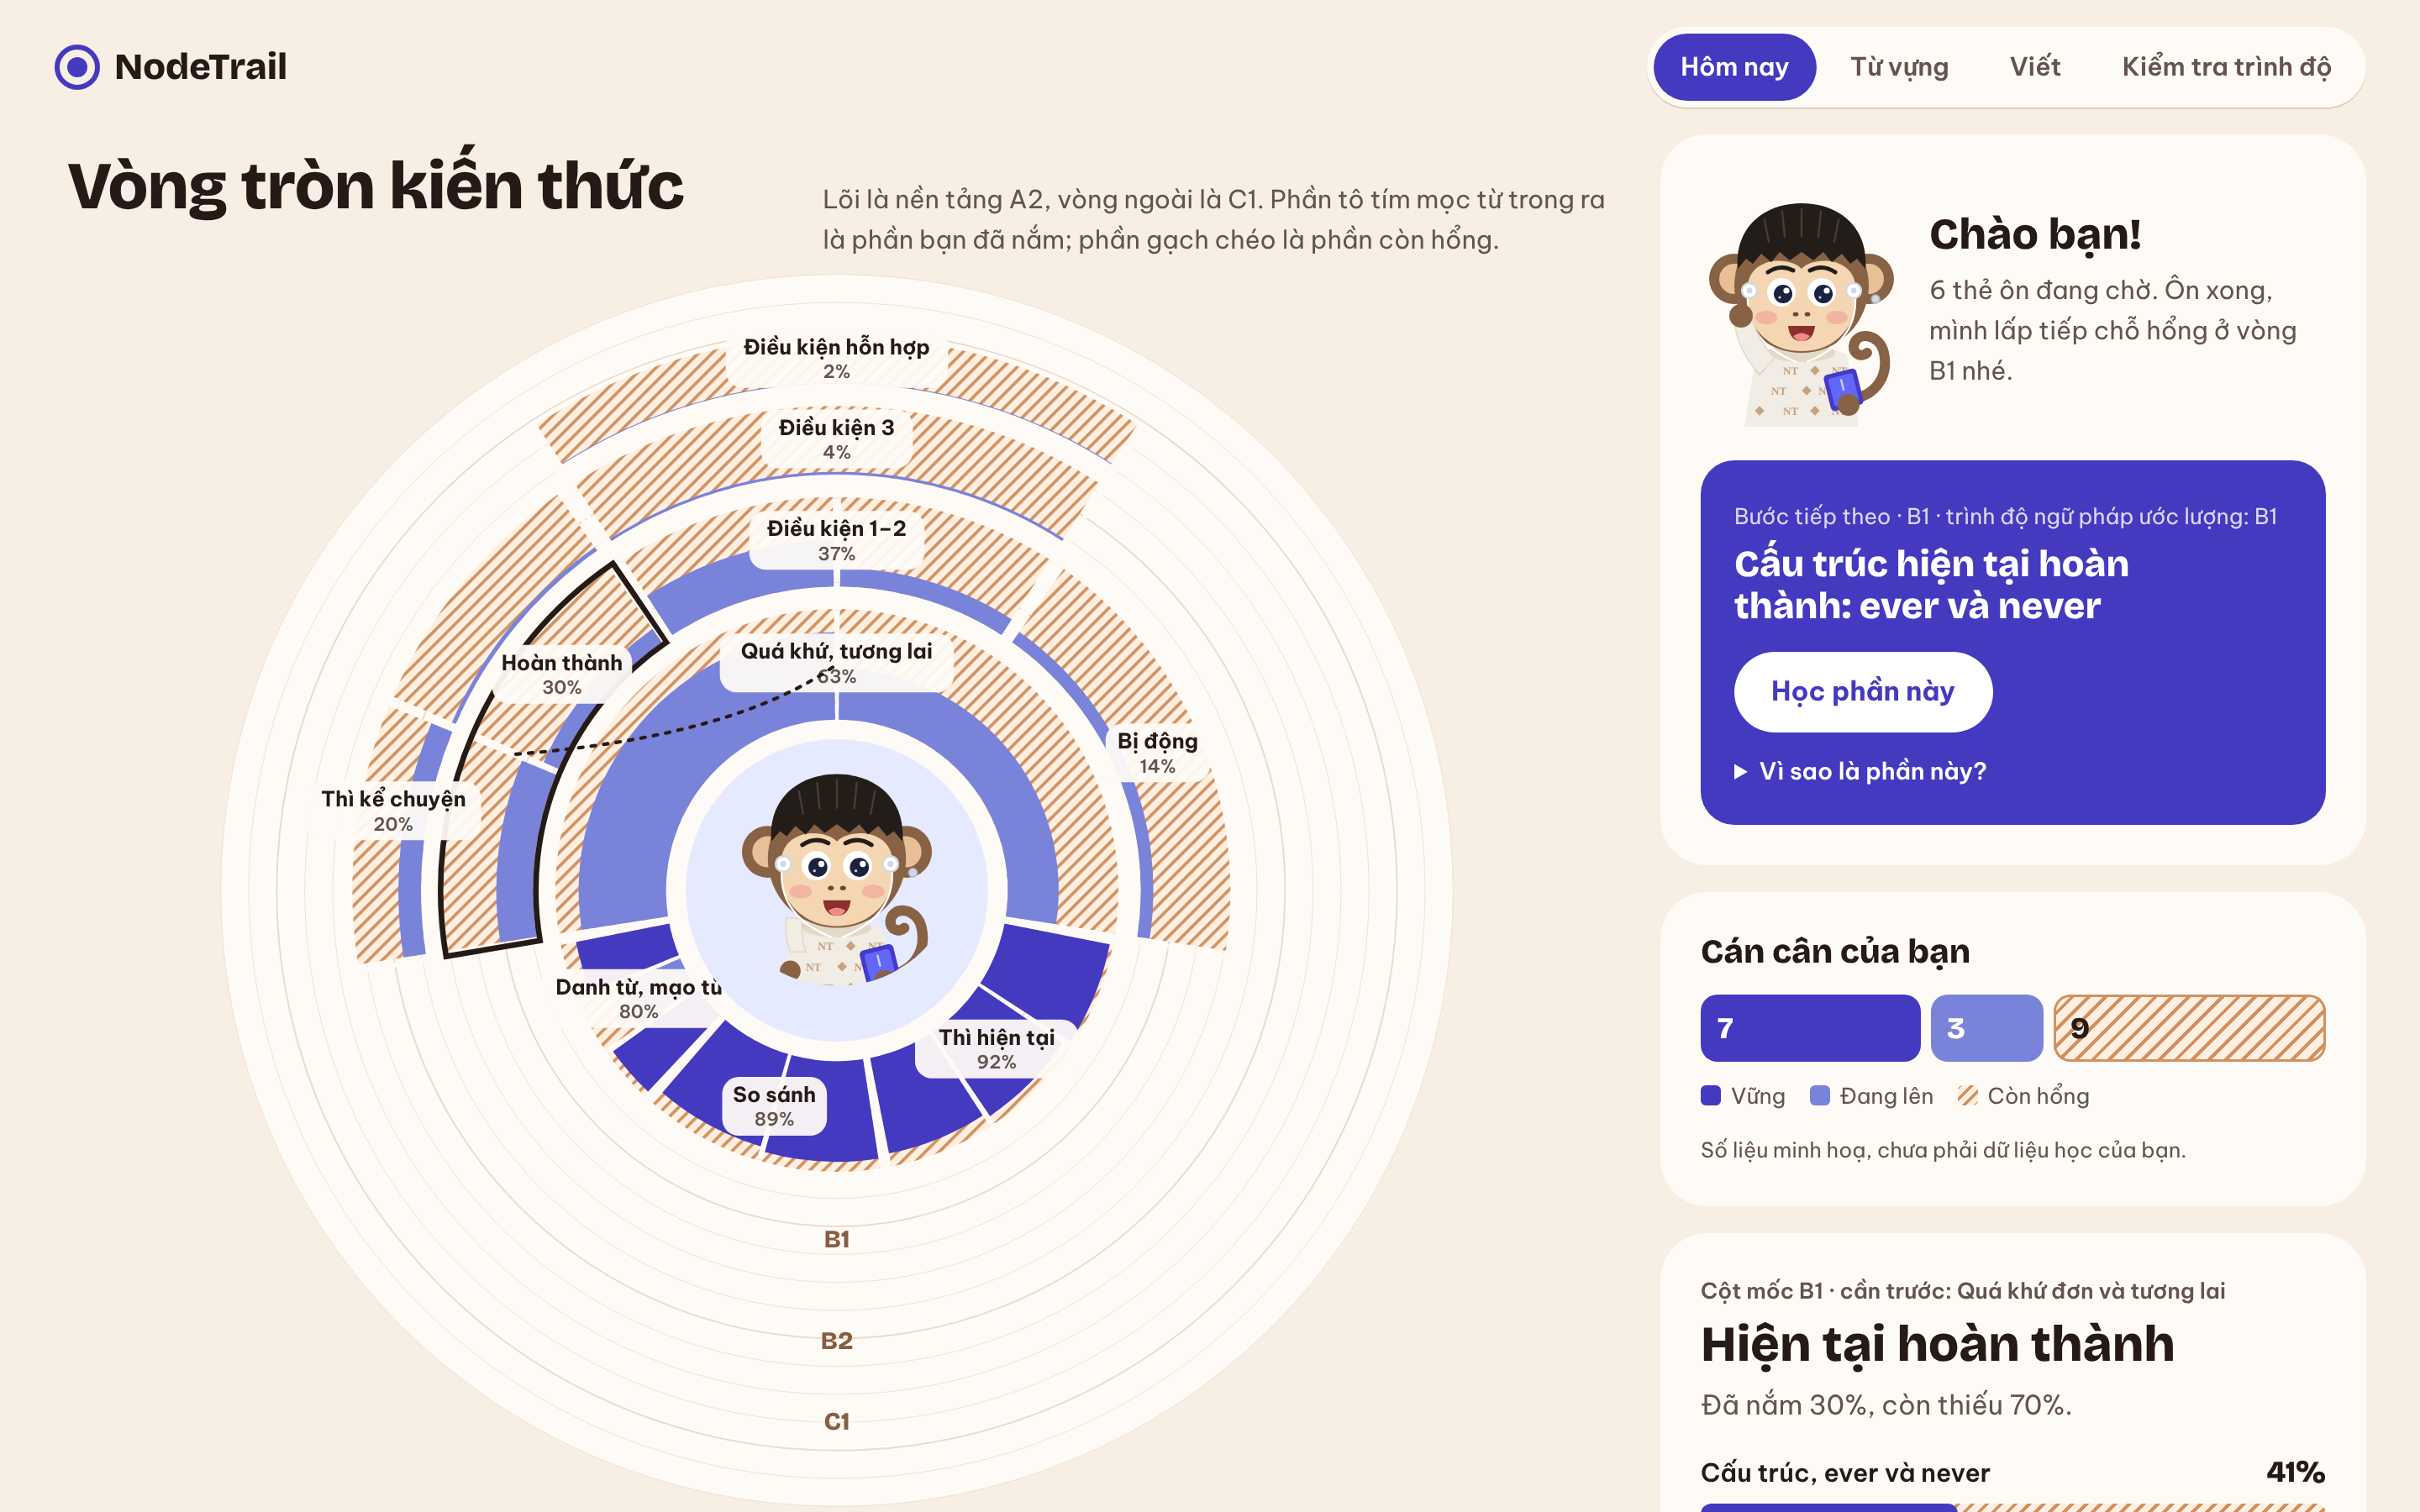 NodeTrail
Hôm nay
Từ vựng
Viết
Kiểm tra trình độ
Vòng tròn kiến thức
Lõi là nền tảng A2, vòng ngoài là C1. Phần tô tím mọc từ trong ra
là phần bạn đã nắm; phần gạch chéo là phần còn hổng.
Điều kiện hỗn hợp
2%
Điều kiện 3
4%
Điều kiện 1–2
37%
Quá khứ, tương lai
63%
Hoàn thành
30%
Bị động
14%
Thì kể chuyện
20%
NT NT
NT N
Danh từ, mạo từ
80%
Thì hiện tại
92%
So sánh
89%
B1
B2
C1
Chào bạn!
6 thẻ ôn đang chờ. Ôn xong,
mình lấp tiếp chỗ hổng ở vòng
B1 nhé.
NT NT
NT N
NT N
Bước tiếp theo · B1 · trình độ ngữ pháp ước lượng: B1
Cấu trúc hiện tại hoàn
thành: ever và never
Học phần này
Vì sao là phần này?
Cán cân của bạn
7
3
9
Vững
Đang lên
Còn hổng
Số liệu minh hoạ, chưa phải dữ liệu học của bạn.
Cột mốc B1 · cần trước: Quá khứ đơn và tương lai
Hiện tại hoàn thành
Đã nắm 30%, còn thiếu 70%.
Cấu trúc, ever và never
41%